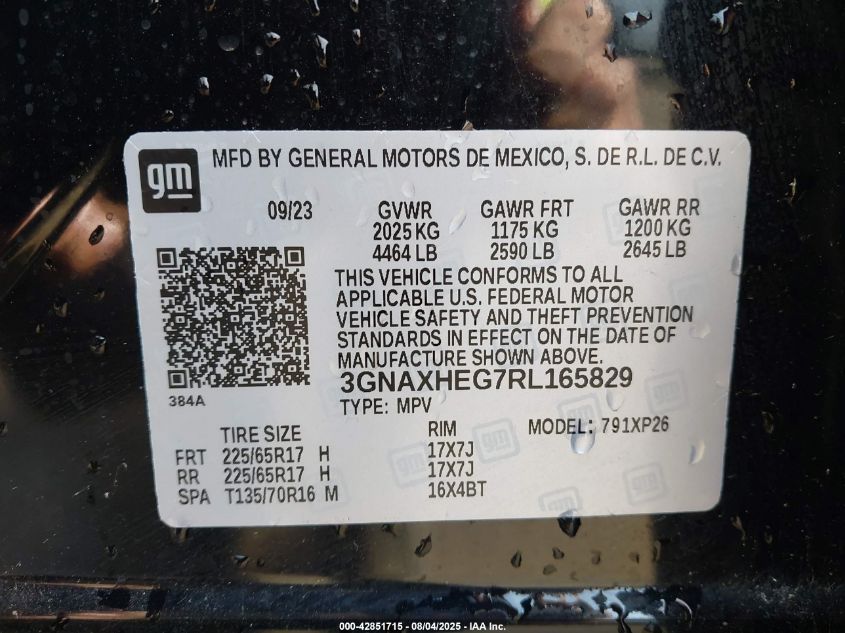 gm
MFD BY GENERAL MOTORS DE MEXICO, S. DE R.L. DE C.V.
09/23 GVWR GAWR FRT GAWR RR
2025 KG 1175 KG 1200 KG
4464 LB 2590 LB 2645 LB
THIS VEHICLE CONFORMS TO ALL
APPLICABLE U.S. FEDERAL MOTOR
VEHICLE SAFETY AND THEFT PREVENTION
STANDARDS IN EFFECT ON THE DATE OF
MANUFACTURE SHOWN ABOVE.
3GNAXHEG7RL165829
384A
TYPE: MPV
TIRE SIZE RIM MODEL: 791XP26
FRT 225/65R17 H 17X7J
RR 225/65R17 H 17X7J
SPA T135/70R16 M 16X4BT
000-42851715 - 08/04/2025 - IAA Inc.